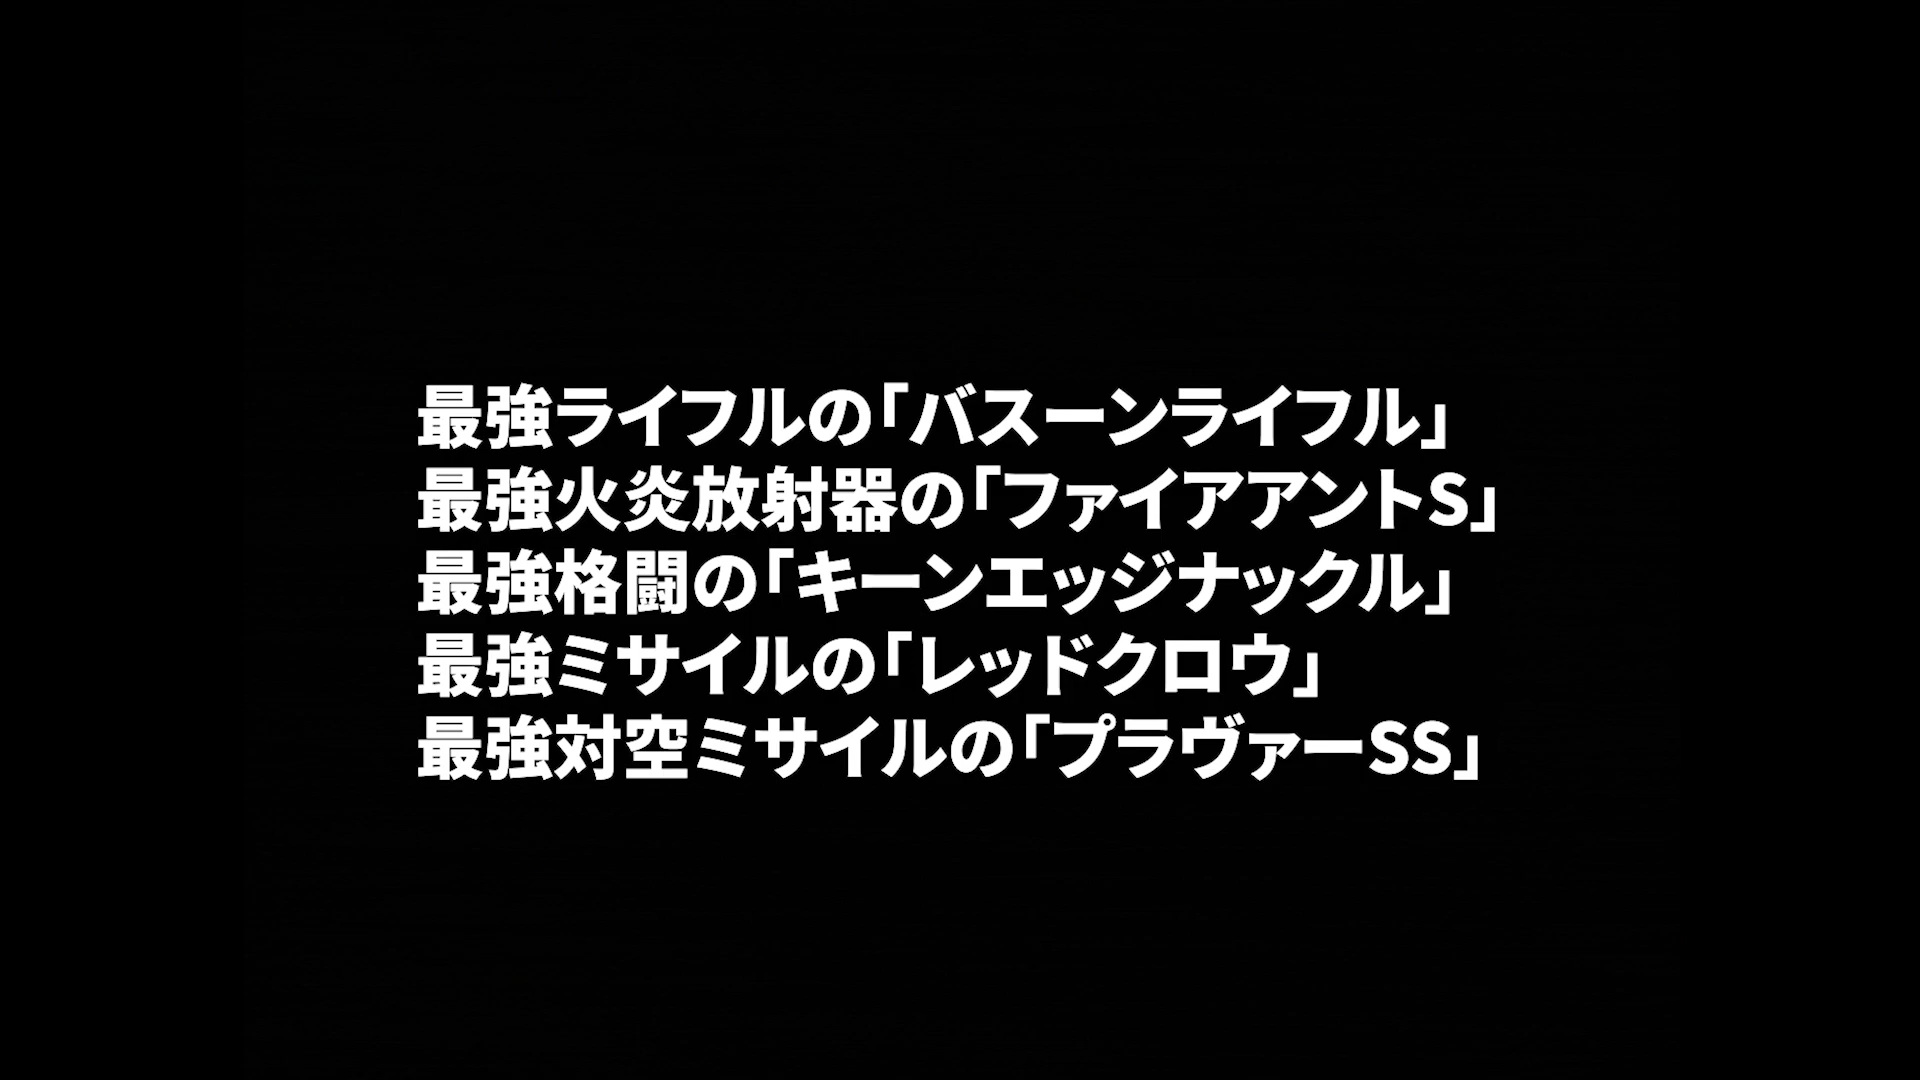 最強ライフルの「バスーンライフル」
最強火炎放射器の「ファイアアントS」
最強格闘の「キーンエッジナックル」
最強ミサイルの「レッドクロウ」
最強対空ミサイルの「プラヴァーSS」